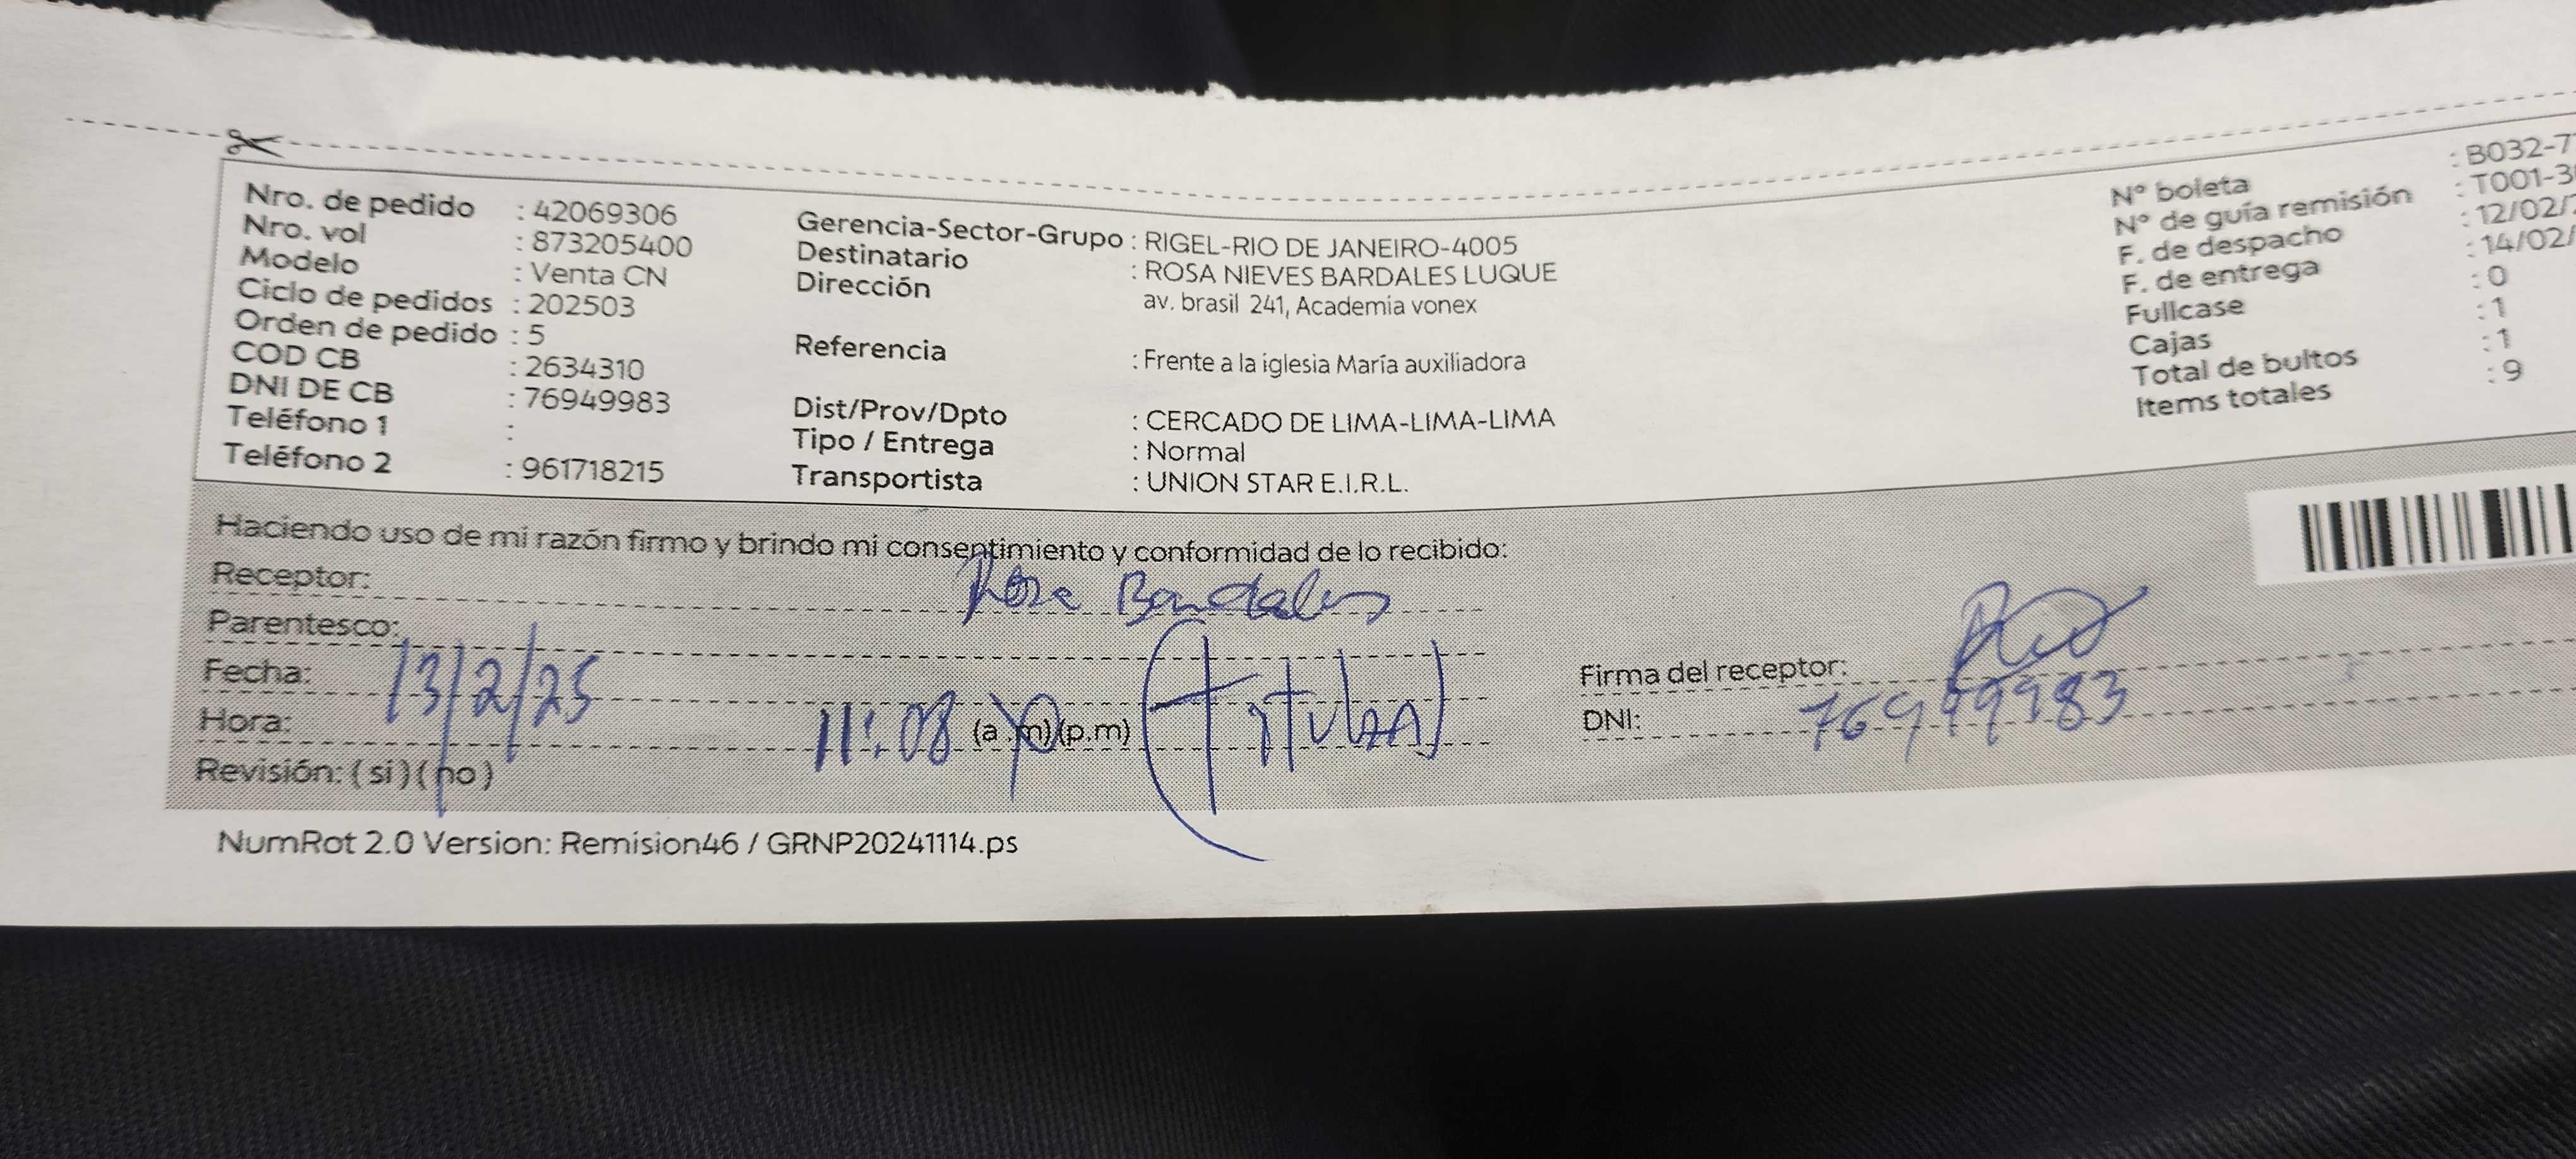 Nro. de pedido : 42069306
Nro. vol : 873205400
Modelo : Venta CN
Ciclo de pedidos : 202503
Orden de pedido : 5
COD CB : 2634310
DNI DE CB : 76949983
Teléfono 1 :
Teléfono 2 : 961718215
Gerencia-Sector-Grupo : RIGEL-RIO DE JANEIRO-4005
Destinatario : ROSA NIEVES BARDALES LUQUE
Dirección
av. brasil 241, Academia vonex
Referencia : Frente a la iglesia María auxiliadora
Dist/Prov/Dpto : CERCADO DE LIMA-LIMA-LIMA
Tipo / Entrega : Normal
Transportista : UNION STAR E.I.R.L.
N° boleta : B032-7
N° de guía remisión : T001-3
F. de despacho : 12/02/
F. de entrega : 14/02/
Fullcase : 0
Cajas : 1
Total de bultos : 1
Items totales : 9
Haciendo uso de mi razón firmo y brindo mi consentimiento y conformidad de lo recibido:
Receptor: Rosa Bardales
Parentesco: (Titular)
Fecha: 13/2/25
Hora: 11:08 (a.m)(p.m)
Revisión: (si) (no)
Firma del receptor:
DNI: 76949983
NumRot 2.0 Version: Remision46 / GRNP20241114.ps